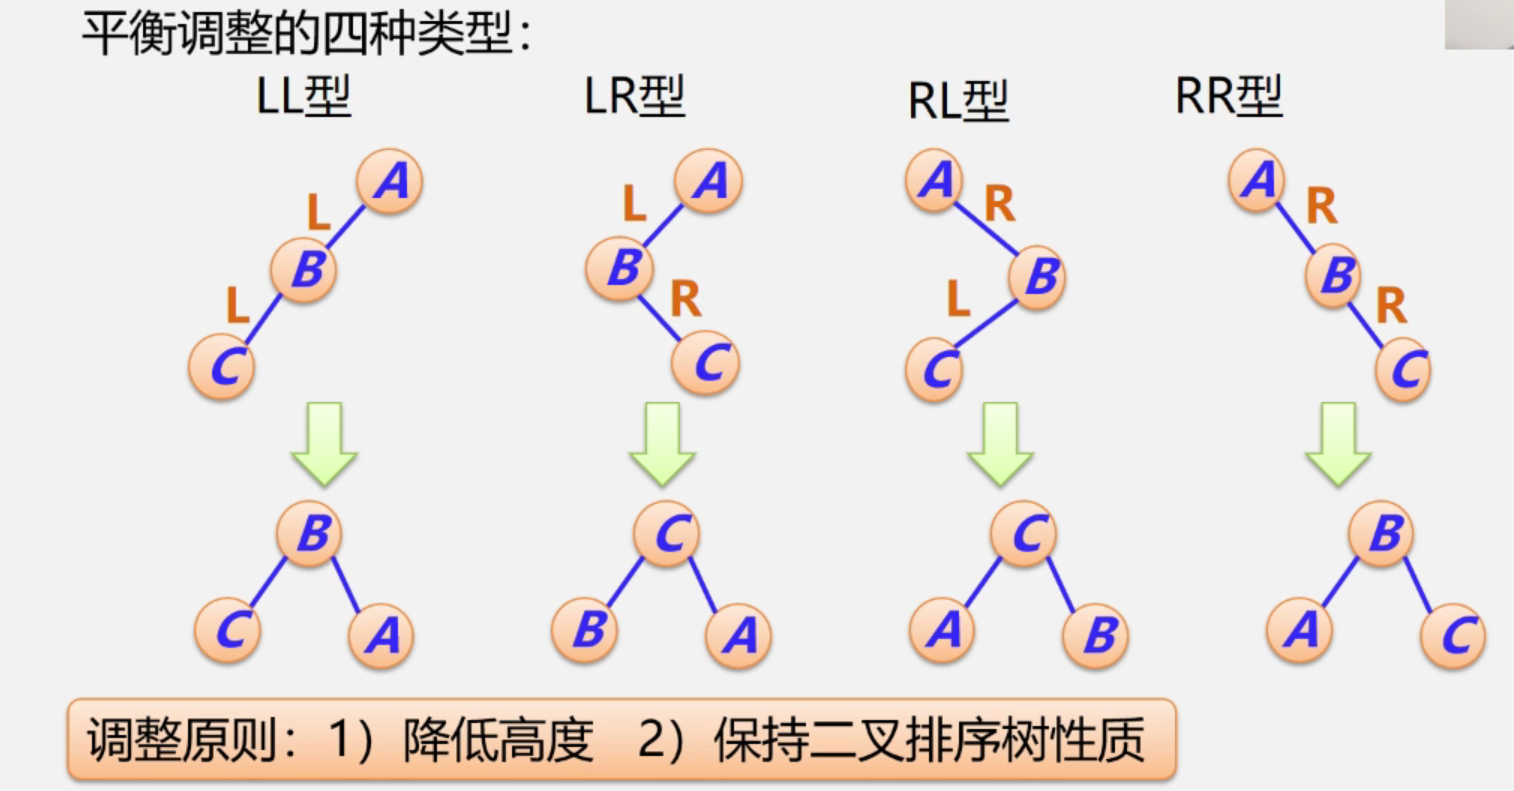 平衡调整的四种类型：
LL型 LR型 RL型 RR型
A A A A
L L R R
B B B B
L R L R
C C C C
B C C B
C A B A A B A C
调整原则：1）降低高度 2）保持二叉排序树性质